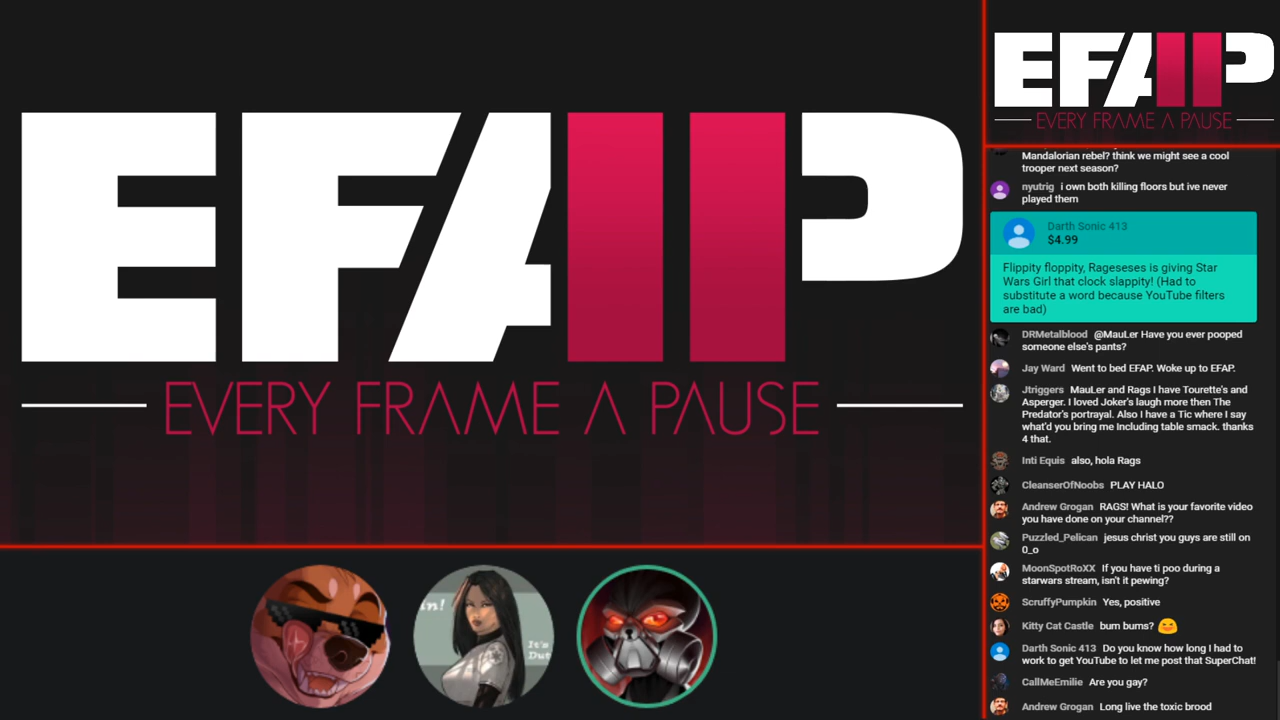 EFAP
EVERY FRAME A PAUSE
EFAP
EVERY FRAME A PAUSE
Mandalorian rebel? think we might see a cool
trooper next season?
nyutrig i own both killing floors but ive never
played them
Darth Sonic 413
$4.99
Flippity floppity, Rageseses is giving Star
Wars Girl that clock slappity! (Had to
substitute a word because YouTube filters
are bad)
DRMetalblood @MauLer Have you ever pooped
someone else's pants?
Jay Ward Went to bed EFAP. Woke up to EFAP.
Jtriggers MauLer and Rags I have Tourette's and
Asperger. I loved Joker's laugh more then The
Predator's portrayal. Also I have a Tic where I say
what'd you bring me Including table smack. thanks
4 that.
Inti Equis also, hola Rags
CleanserOfNoobs PLAY HALO
Andrew Grogan RAGS! What is your favorite video
you have done on your channel??
Puzzled_Pelican jesus christ you guys are still on
0_o
MoonSpotRoXX If you have ti poo during a
starwars stream, isn't it pewing?
ScruffyPumpkin Yes, positive
Kitty Cat Castle bum bums?
Darth Sonic 413 Do you know how long I had to
work to get YouTube to let me post that SuperChat!
CallMeEmilie Are you gay?
Andrew Grogan Long live the toxic brood
in!
It's
Dut